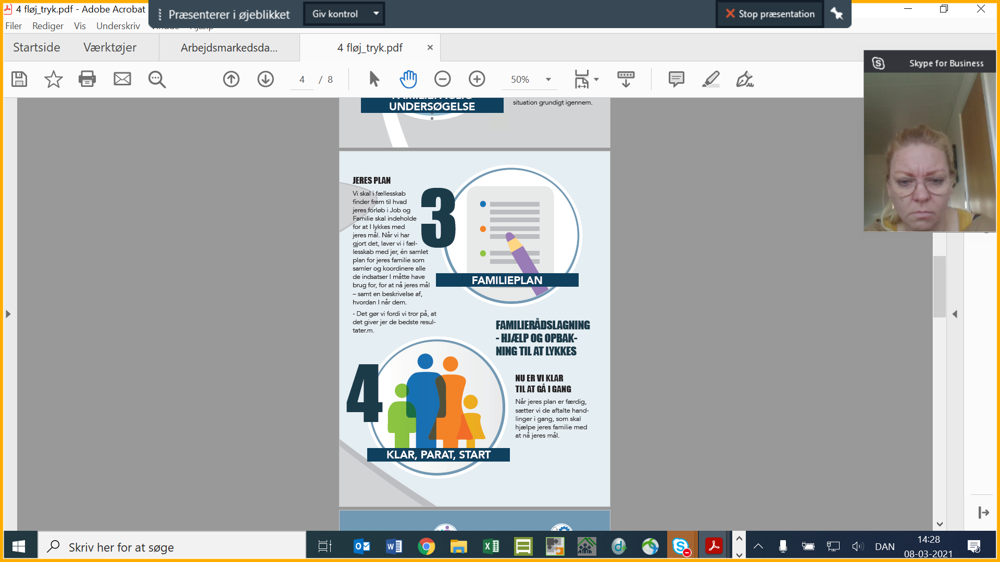 4 fløj_tryk.pdf - Adobe Acrobat
Præsenterer i øjeblikket
Giv kontrol
Stop præsentation
Filer Rediger Vis Underskriv
Startside Værktøjer Arbejdsmarkedsda... 4 fløj_tryk.pdf
4 / 8
50%
Skype for Business
UNDERSØGELSE
situation grundigt igennem.
JERES PLAN
Vi skal i fællesskab
finder frem til hvad
jeres forløb i Job og
Familie skal indeholde
for at I lykkes med
jeres mål. Når vi har
gjort det, laver vi i fæl-
lesskab med jer, én samlet
plan for jeres familie som
samler og koordinere alle
de indsatser I måtte have
brug for, for at nå jeres mål
– samt en beskrivelse af,
hvordan I når dem.
- Det gør vi fordi vi tror på, at
det giver jer de bedste resul-
tater.m.
3
FAMILIEPLAN
FAMILIERÅDSLAGNING
- HJÆLP OG OPBAK-
NING TIL AT LYKKES
4
KLAR, PARAT, START
NU ER VI KLAR
TIL AT GÅ I GANG
Når jeres plan er færdig,
sætter vi de aftalte hand-
linger i gang, som skal
hjælpe jeres familie med
at nå jeres mål.
Skriv her for at søge
DAN
14:28
08-03-2021